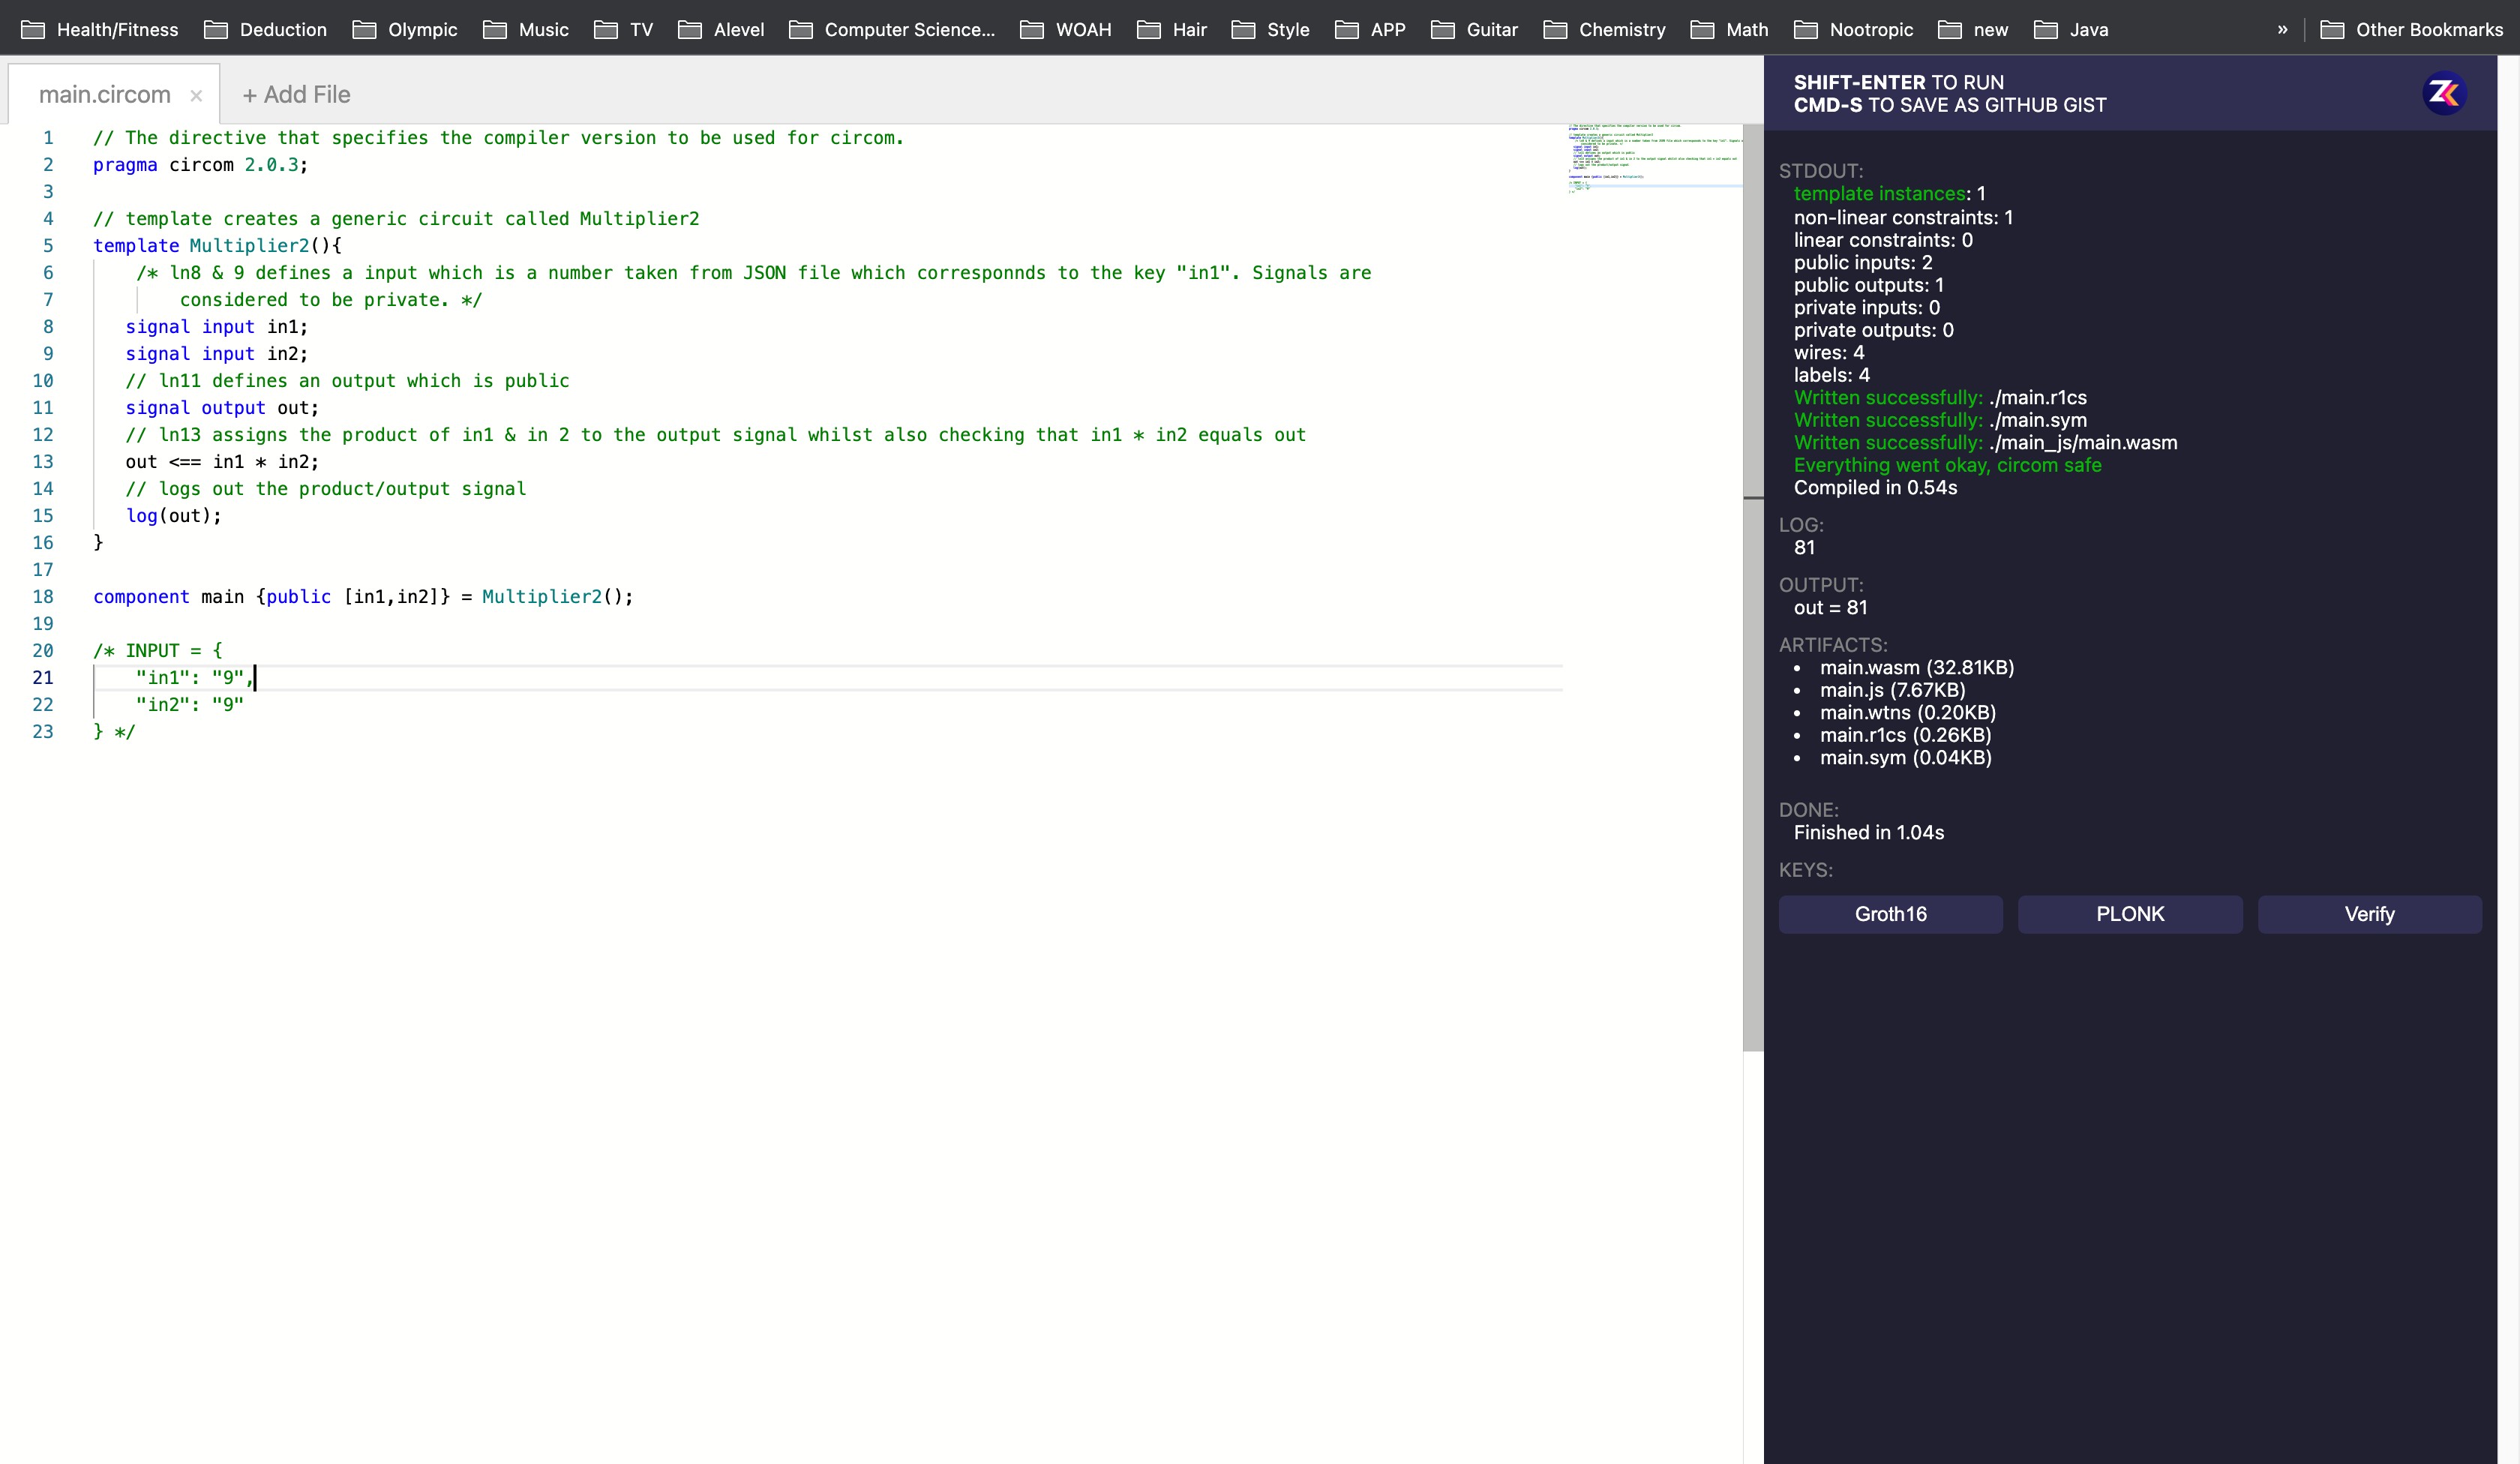 Health/Fitness Deduction Olympic Music TV Alevel Computer Science... WOAH Hair Style APP Guitar Chemistry Math Nootropic new Java » Other Bookmarks
main.circom × + Add File
1 // The directive that specifies the compiler version to be used for circom.
2 pragma circom 2.0.3;
3
4 // template creates a generic circuit called Multiplier2
5 template Multiplier2(){
6 /* ln8 & 9 defines a input which is a number taken from JSON file which corresponnds to the key "in1". Signals are
7 considered to be private. */
8 signal input in1;
9 signal input in2;
10 // ln11 defines an output which is public
11 signal output out;
12 // ln13 assigns the product of in1 & in 2 to the output signal whilst also checking that in1 * in2 equals out
13 out <== in1 * in2;
14 // logs out the product/output signal
15 log(out);
16 }
17
18 component main {public [in1,in2]} = Multiplier2();
19
20 /* INPUT = {
21 "in1": "9",
22 "in2": "9"
23 } */
SHIFT-ENTER TO RUN
CMD-S TO SAVE AS GITHUB GIST
ZK
STDOUT:
template instances: 1
non-linear constraints: 1
linear constraints: 0
public inputs: 2
public outputs: 1
private inputs: 0
private outputs: 0
wires: 4
labels: 4
Written successfully: ./main.r1cs
Written successfully: ./main.sym
Written successfully: ./main_js/main.wasm
Everything went okay, circom safe
Compiled in 0.54s
LOG:
81
OUTPUT:
out = 81
ARTIFACTS:
• main.wasm (32.81KB)
• main.js (7.67KB)
• main.wtns (0.20KB)
• main.r1cs (0.26KB)
• main.sym (0.04KB)
DONE:
Finished in 1.04s
KEYS:
Groth16 PLONK Verify